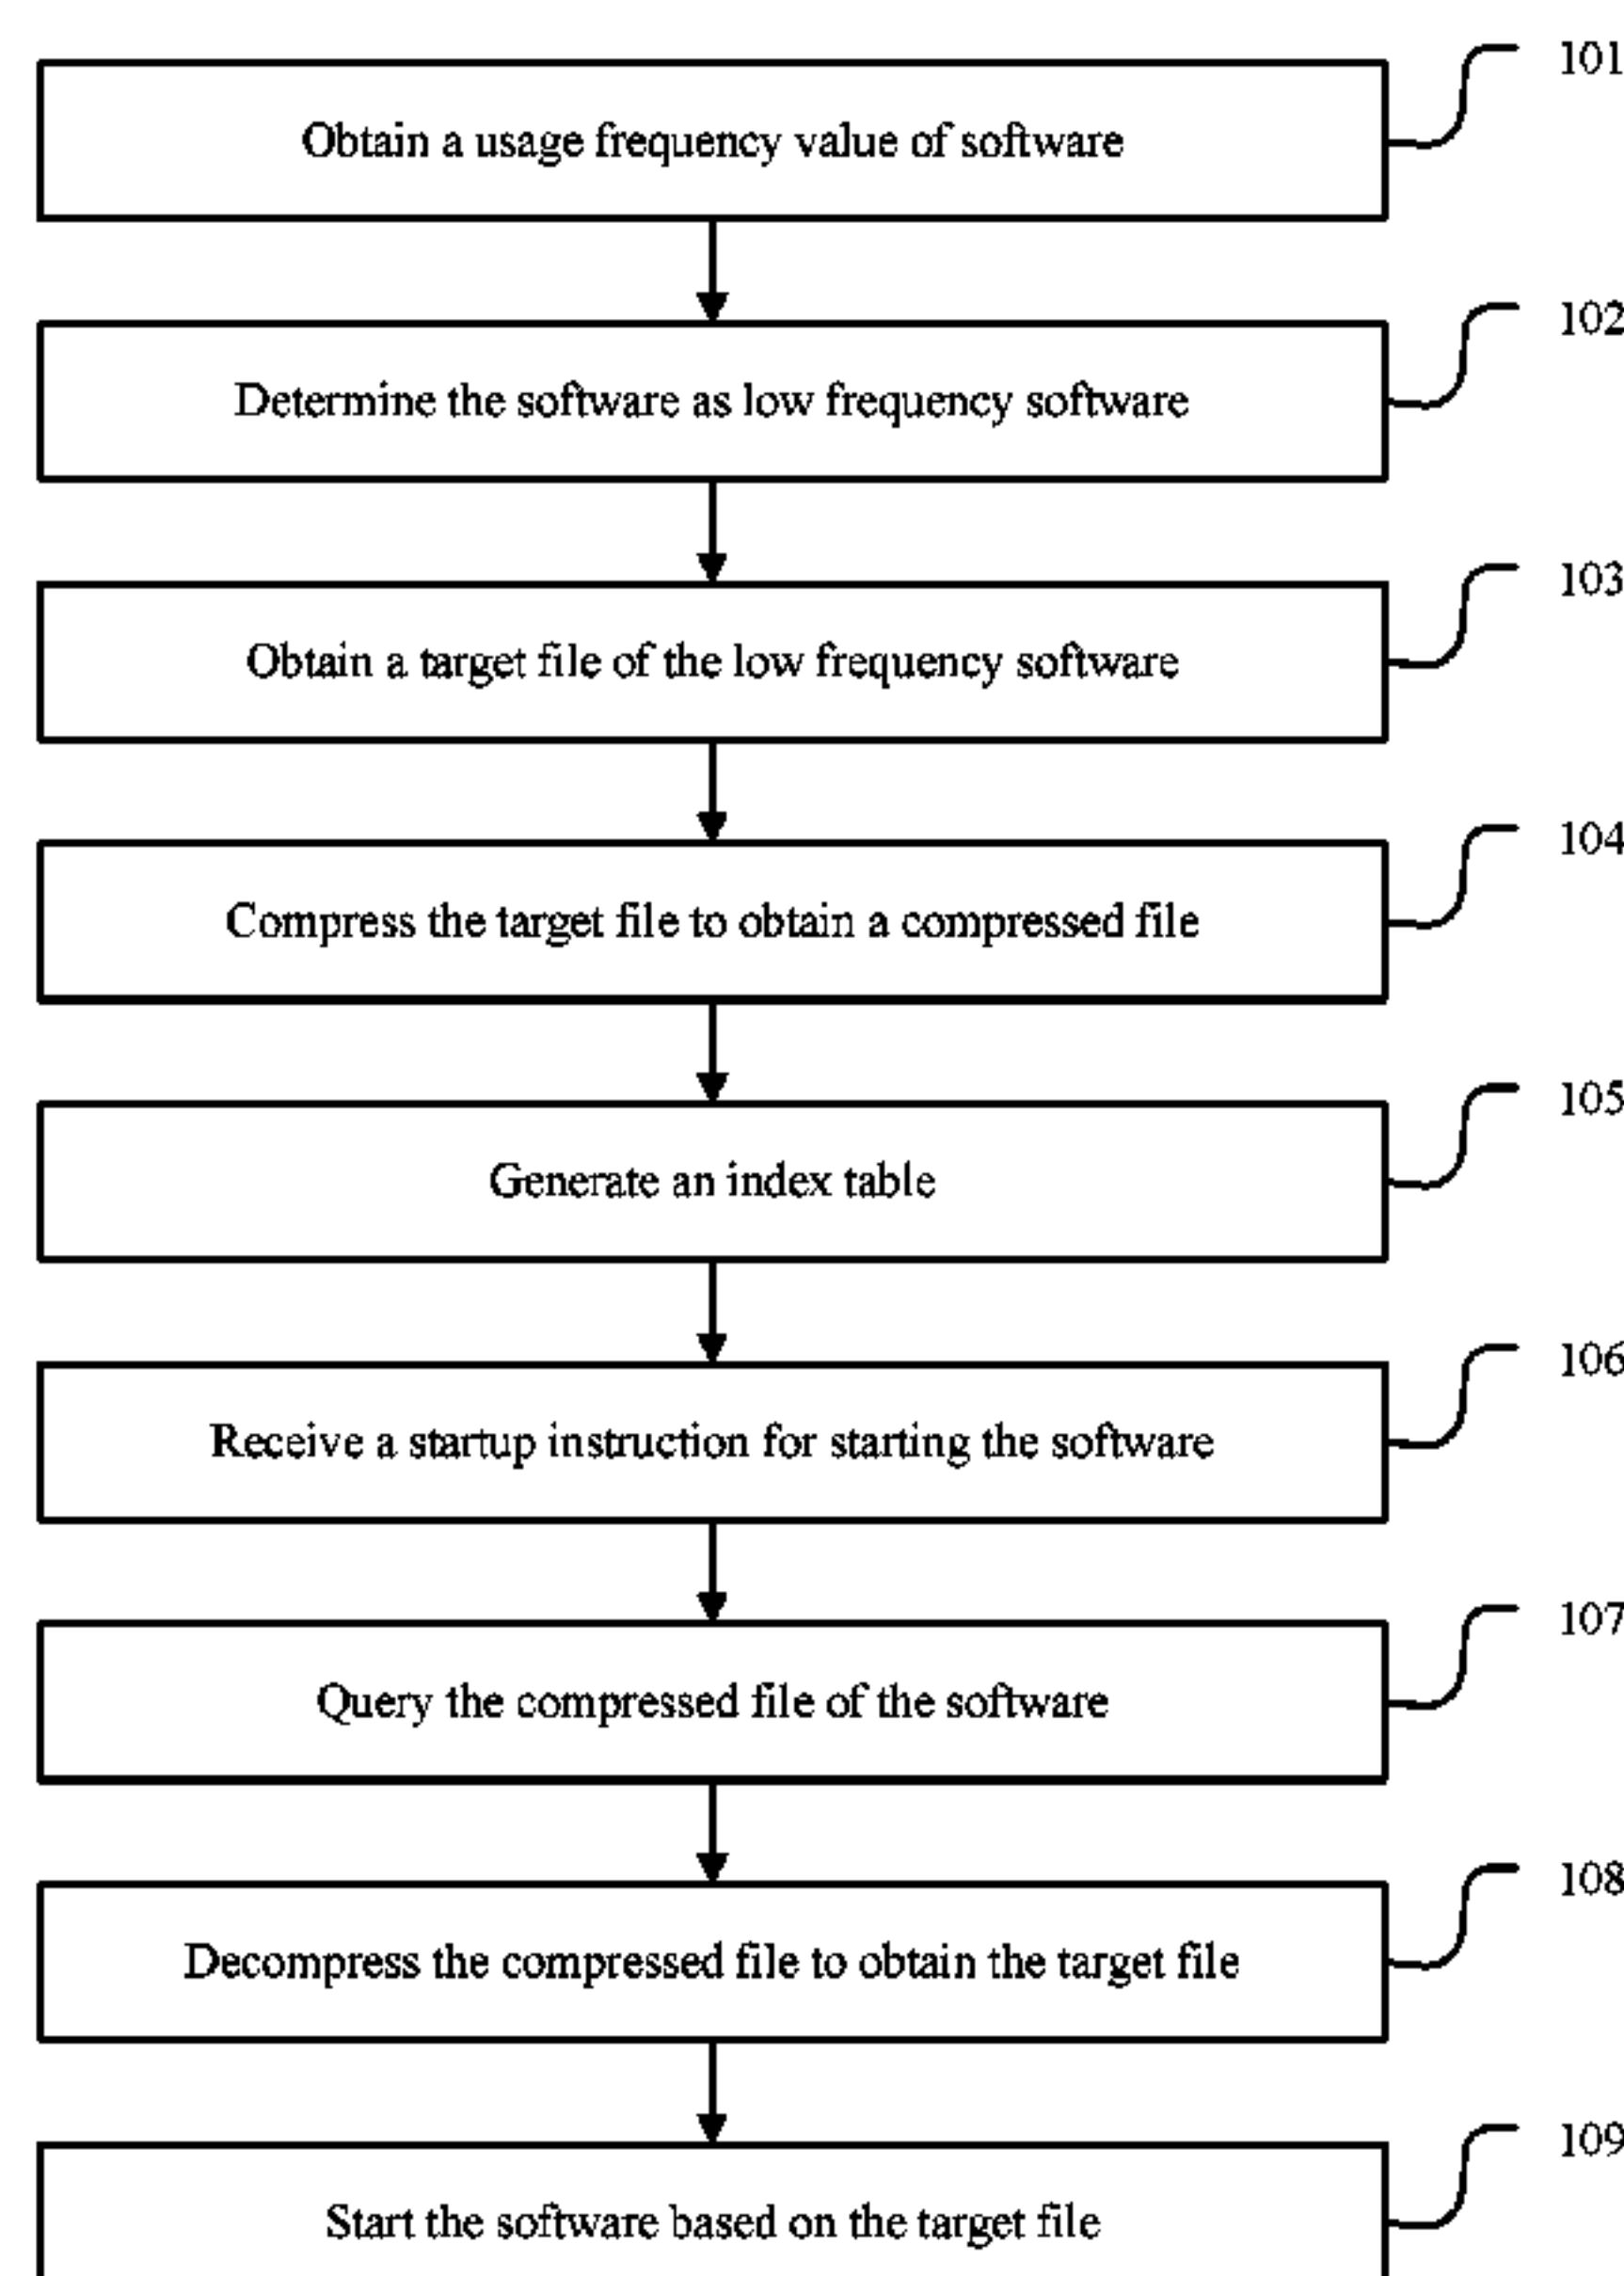 101
Obtain a usage frequency value of software
102
Determine the software as low frequency software
103
Obtain a target file of the low frequency software
104
Compress the target file to obtain a compressed file
105
Generate an index table
106
Receive a startup instruction for starting the software
107
Query the compressed file of the software
108
Decompress the compressed file to obtain the target file
109
Start the software based on the target file